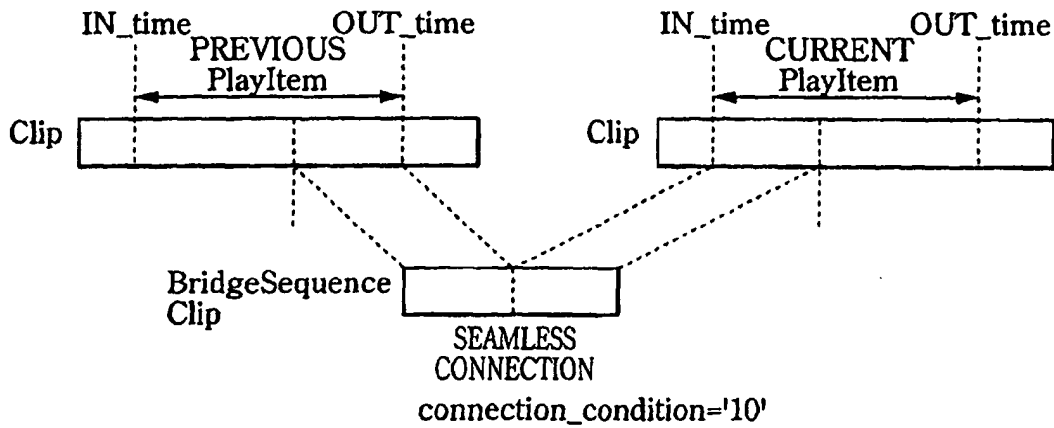 IN_time OUT_time
PREVIOUS
PlayItem
Clip
IN_time OUT_time
CURRENT
PlayItem
Clip
BridgeSequence
Clip
SEAMLESS
CONNECTION
connection_condition='10'